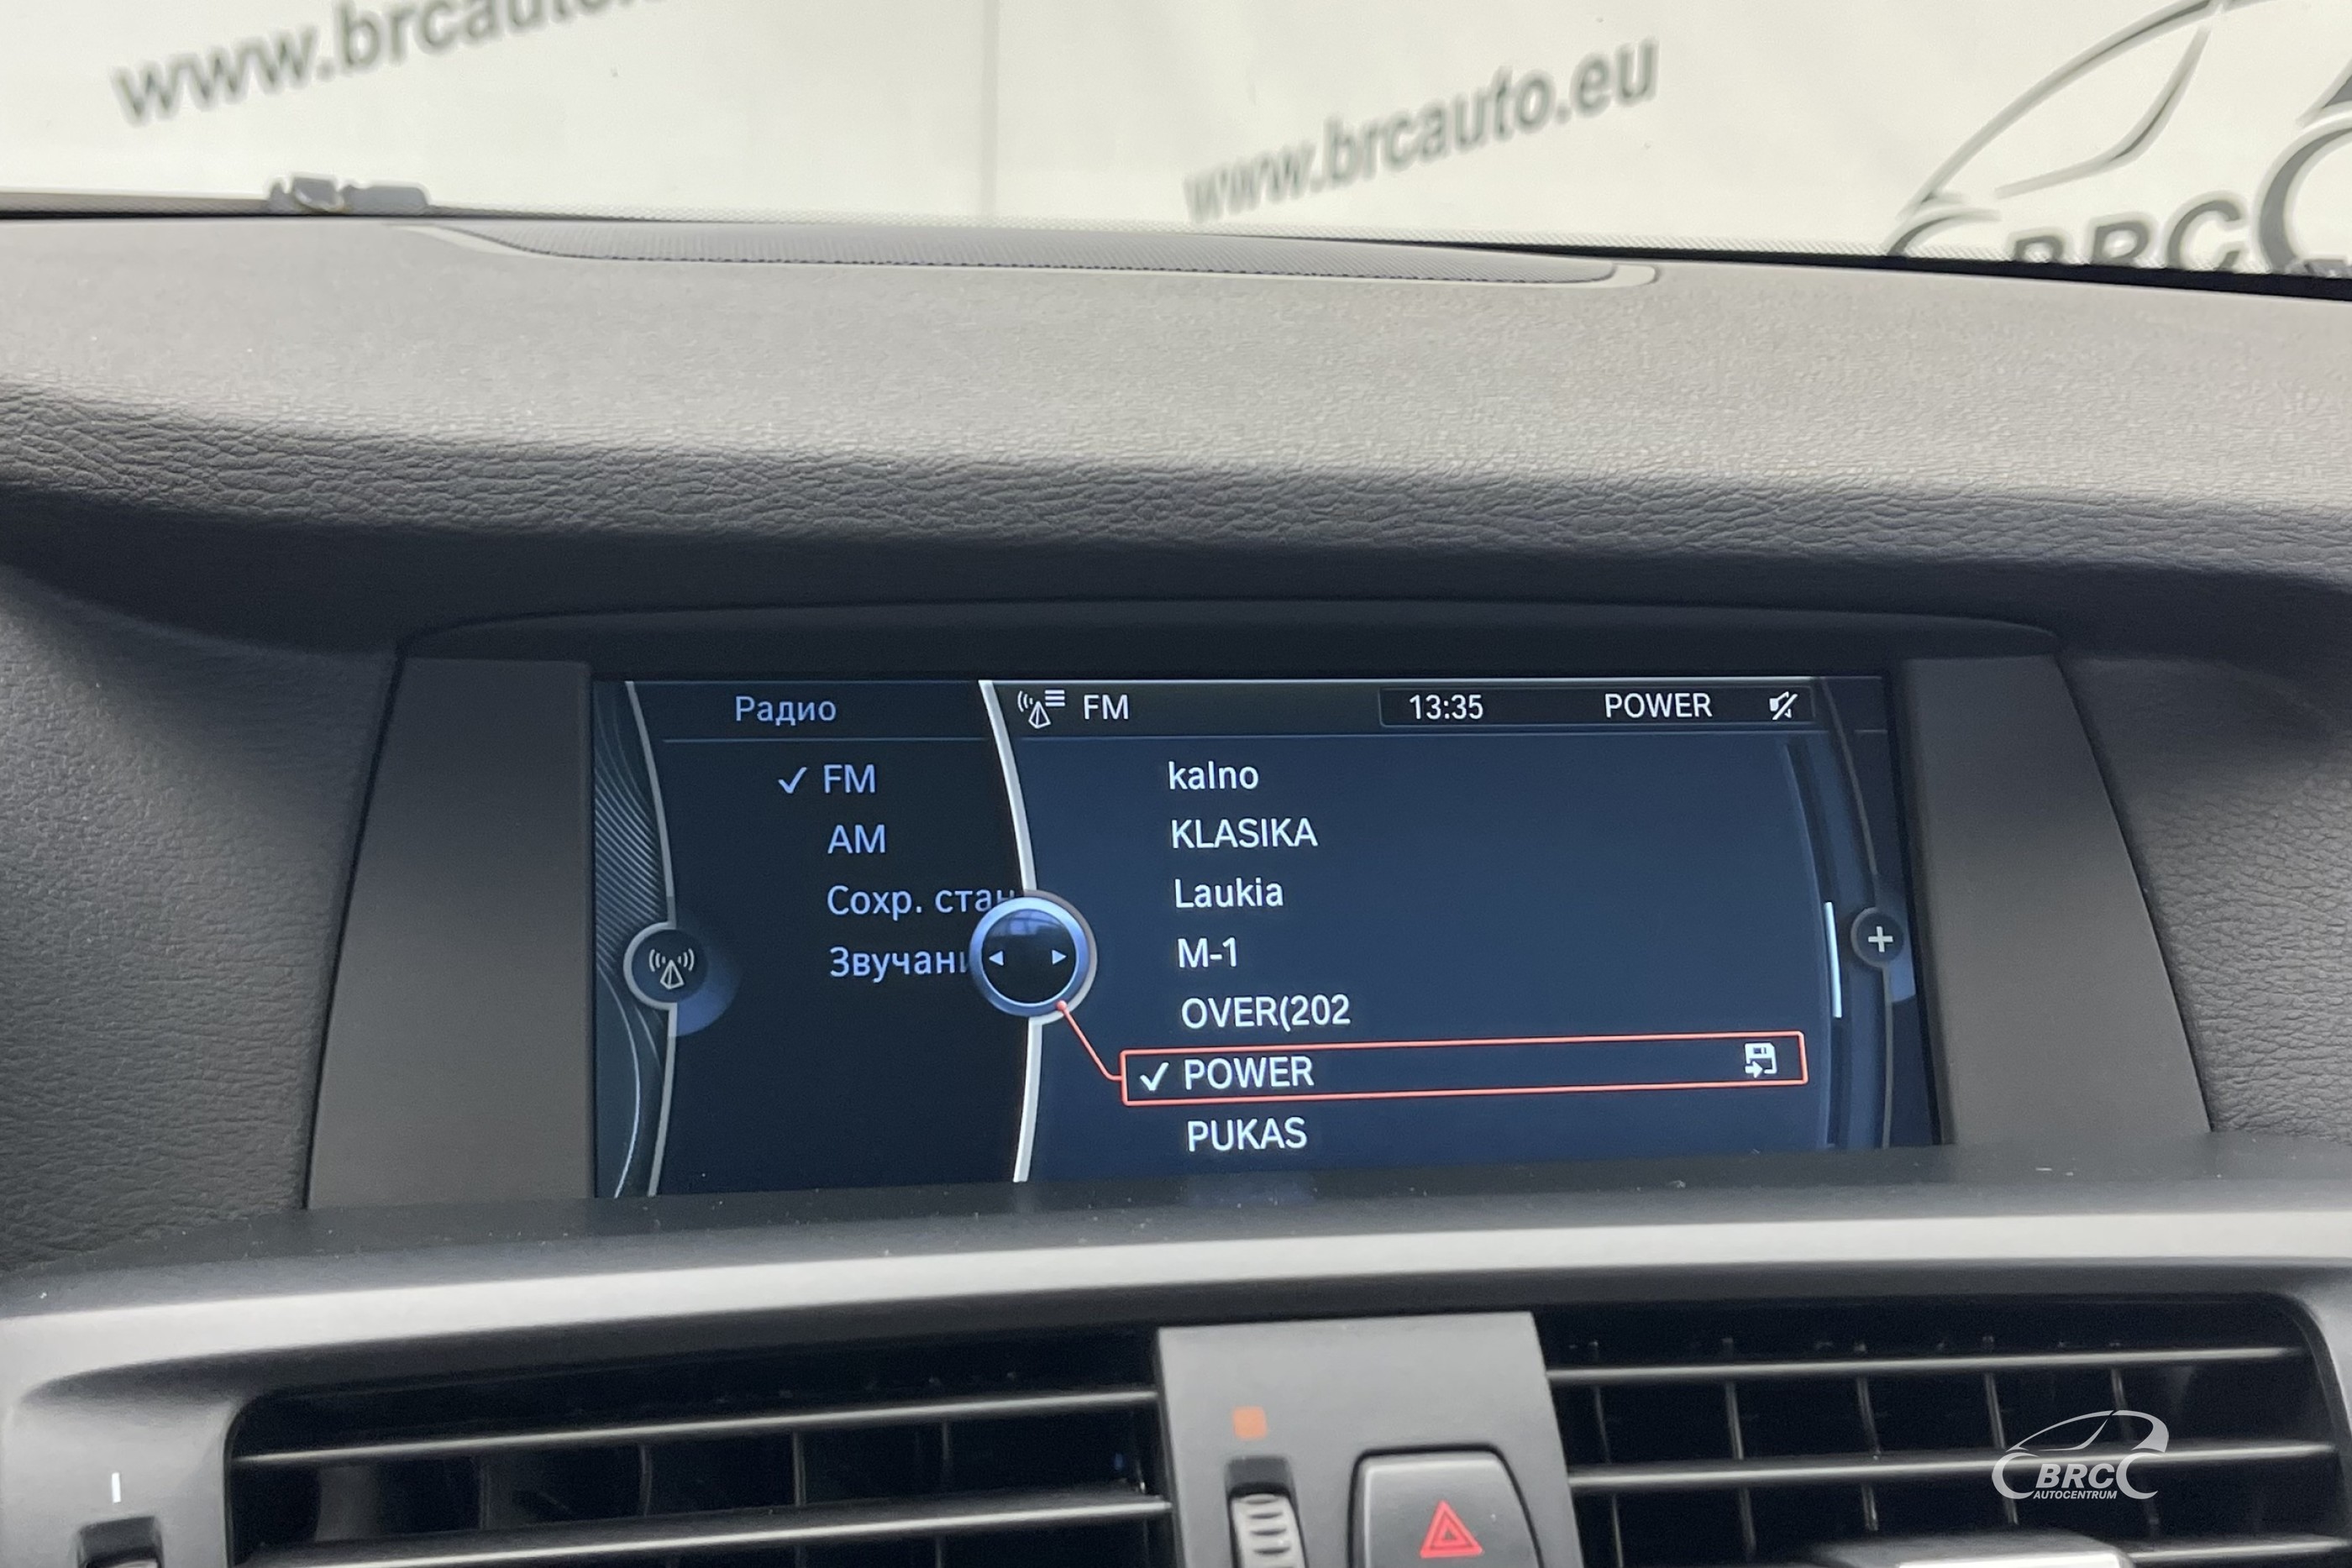 www.brcauto.
www.brcauto.eu
BRC
Радио
FM
13:35
POWER
✓ FM
AM
Сохр. стан
Звучани
kalno
KLASIKA
Laukia
M-1
OVER(202
✓ POWER
PUKAS
BRC
AUTOCENTRUM